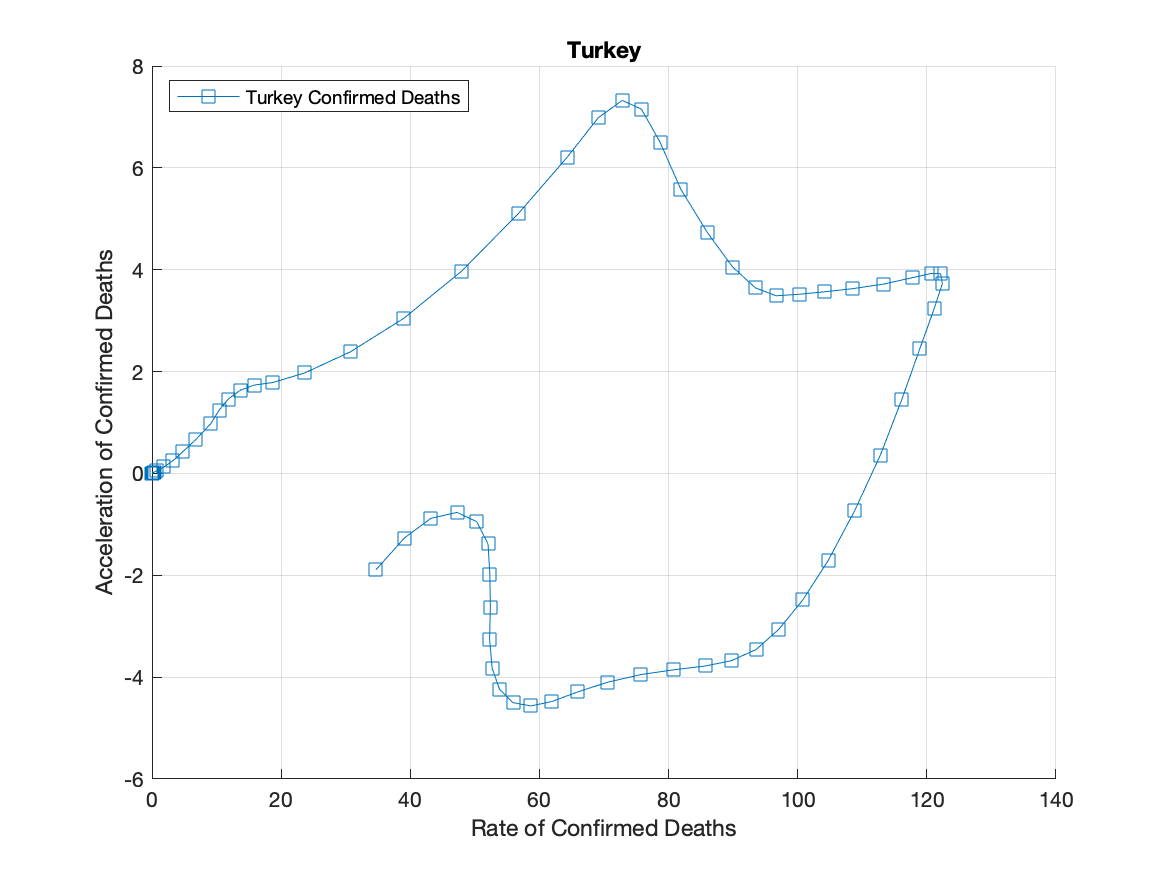 Turkey
Turkey Confirmed Deaths
8
6
4
2
0
-2
-4
-6
Acceleration of Confirmed Deaths
0 20 40 60 80 100 120 140
Rate of Confirmed Deaths